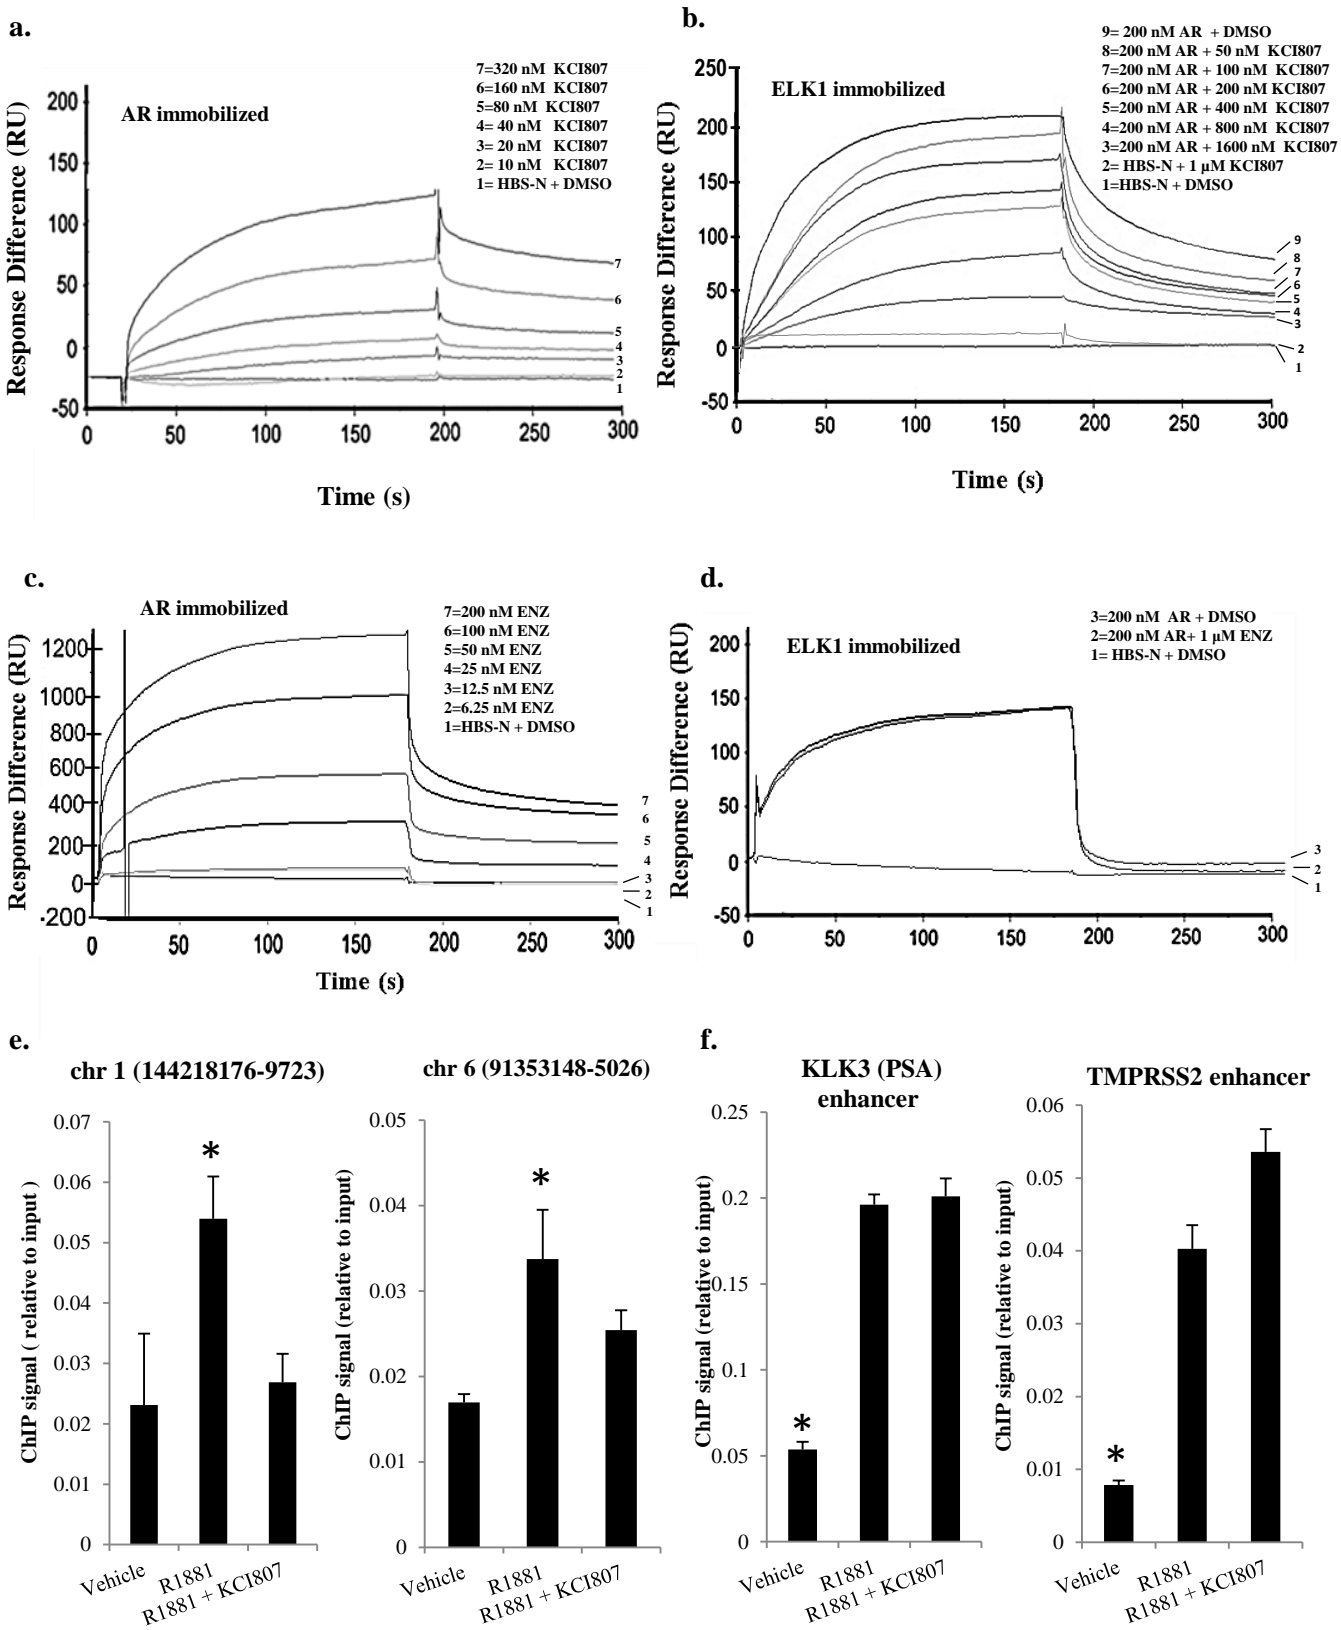 a.
AR immobilized
7=320 nM KCI807
6=160 nM KCI807
5=80 nM KCI807
4= 40 nM KCI807
3= 20 nM KCI807
2= 10 nM KCI807
1= HBS-N + DMSO
Response Difference (RU)
200
150
100
50
0
-50
0 50 100 150 200 250 300
7
6
5
4
3
2
1
Time (s)
b.
ELK1 immobilized
9= 200 nM AR + DMSO
8=200 nM AR + 50 nM KCI807
7=200 nM AR + 100 nM KCI807
6=200 nM AR + 200 nM KCI807
5=200 nM AR + 400 nM KCI807
4=200 nM AR + 800 nM KCI807
3=200 nM AR + 1600 nM KCI807
2= HBS-N + 1 µM KCI807
1=HBS-N + DMSO
Response Difference (RU)
250
200
150
100
50
0
-50
0 50 100 150 200 250 300
9
8
7
6
5
4
3
2
1
Time (s)
c.
AR immobilized
7=200 nM ENZ
6=100 nM ENZ
5=50 nM ENZ
4=25 nM ENZ
3=12.5 nM ENZ
2=6.25 nM ENZ
1=HBS-N + DMSO
Response Difference (RU)
1200
1000
800
600
400
200
0
-200
0 50 100 150 200 250 300
7
6
5
4
3
2
1
Time (s)
d.
ELK1 immobilized
3=200 nM AR + DMSO
2=200 nM AR+ 1 µM ENZ
1= HBS-N + DMSO
Response Difference (RU)
200
150
100
50
0
-50
0 50 100 150 200 250 300
3
2
1
e.
chr 1 (144218176-9723)
ChIP signal ( relative to input )
0.07
0.06
0.05
0.04
0.03
0.02
0.01
0
*
Vehicle
R1881
R1881 + KCI807
chr 6 (91353148-5026)
ChIP signal (relative to input)
0.05
0.04
0.03
0.02
0.01
0
*
Vehicle
R1881
R1881 + KCI807
f.
KLK3 (PSA)
enhancer
ChIP signal (relative to input)
0.25
0.2
0.15
0.1
0.05
0
*
Vehicle
R1881
R1881 + KCI807
TMPRSS2 enhancer
ChIP signal (relative to input)
0.06
0.05
0.04
0.03
0.02
0.01
0
*
Vehicle
R1881
R1881 + KCI807